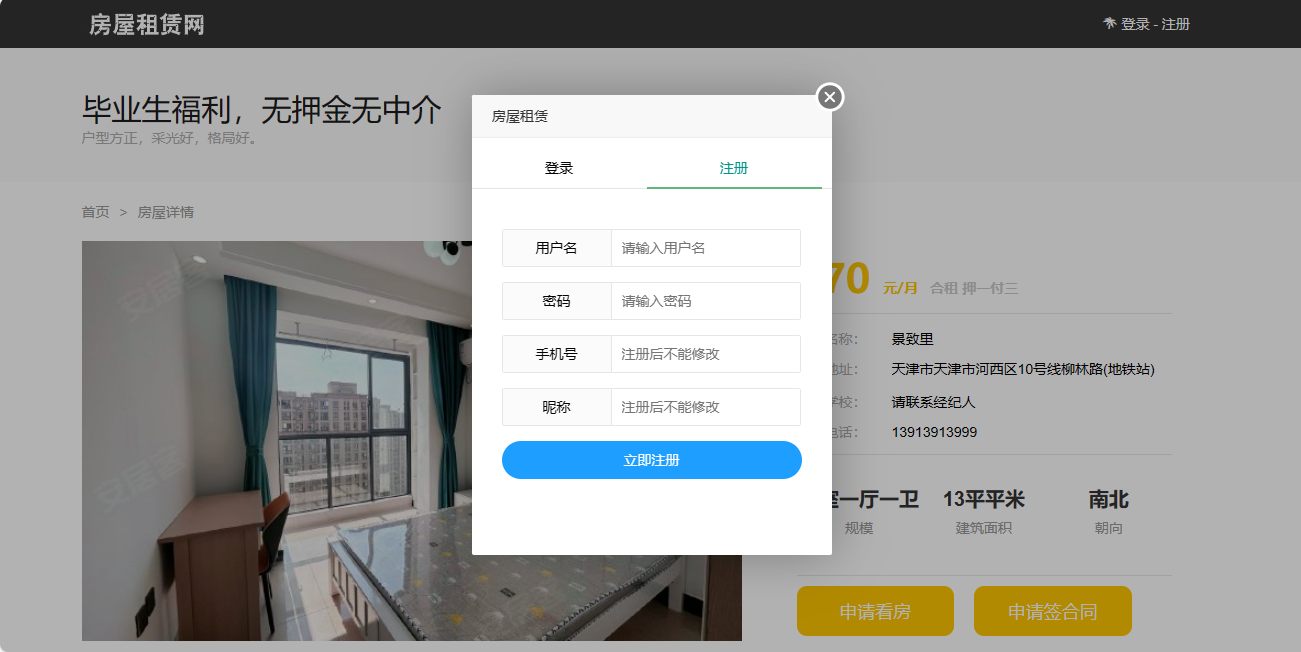 房屋租赁网
登录 - 注册
毕业生福利，无押金无中介
户型方正，采光好，格局好。
首页 > 房屋详情
房屋租赁
登录 注册
用户名 请输入用户名
密码 请输入密码
手机号 注册后不能修改
昵称 注册后不能修改
立即注册
70 元/月 合租 押一付三
名称： 景致里
地址： 天津市天津市河西区10号线柳林路(地铁站)
学校： 请联系经纪人
电话： 13913913999
室一厅一卫 13平平米 南北
规模 建筑面积 朝向
申请看房 申请签合同
安居客
安居客